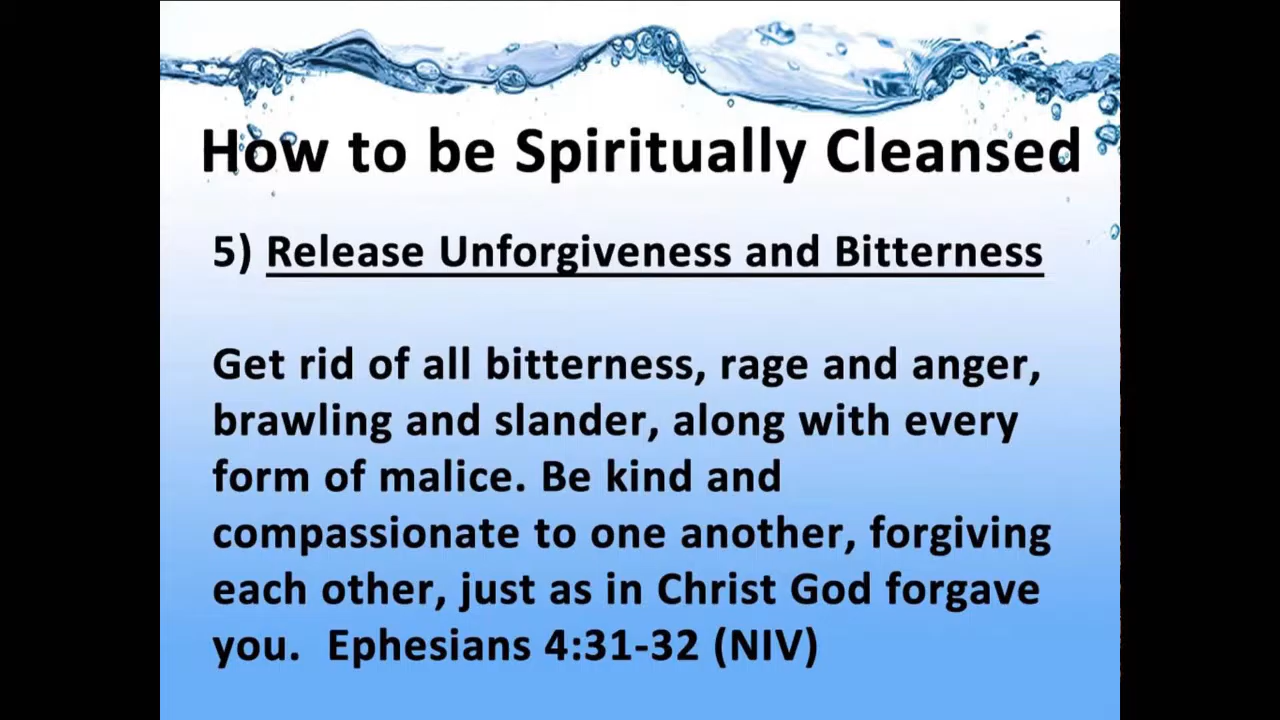 How to be Spiritually Cleansed
5) Release Unforgiveness and Bitterness
Get rid of all bitterness, rage and anger,
brawling and slander, along with every
form of malice. Be kind and
compassionate to one another, forgiving
each other, just as in Christ God forgave
you.  Ephesians 4:31-32 (NIV)